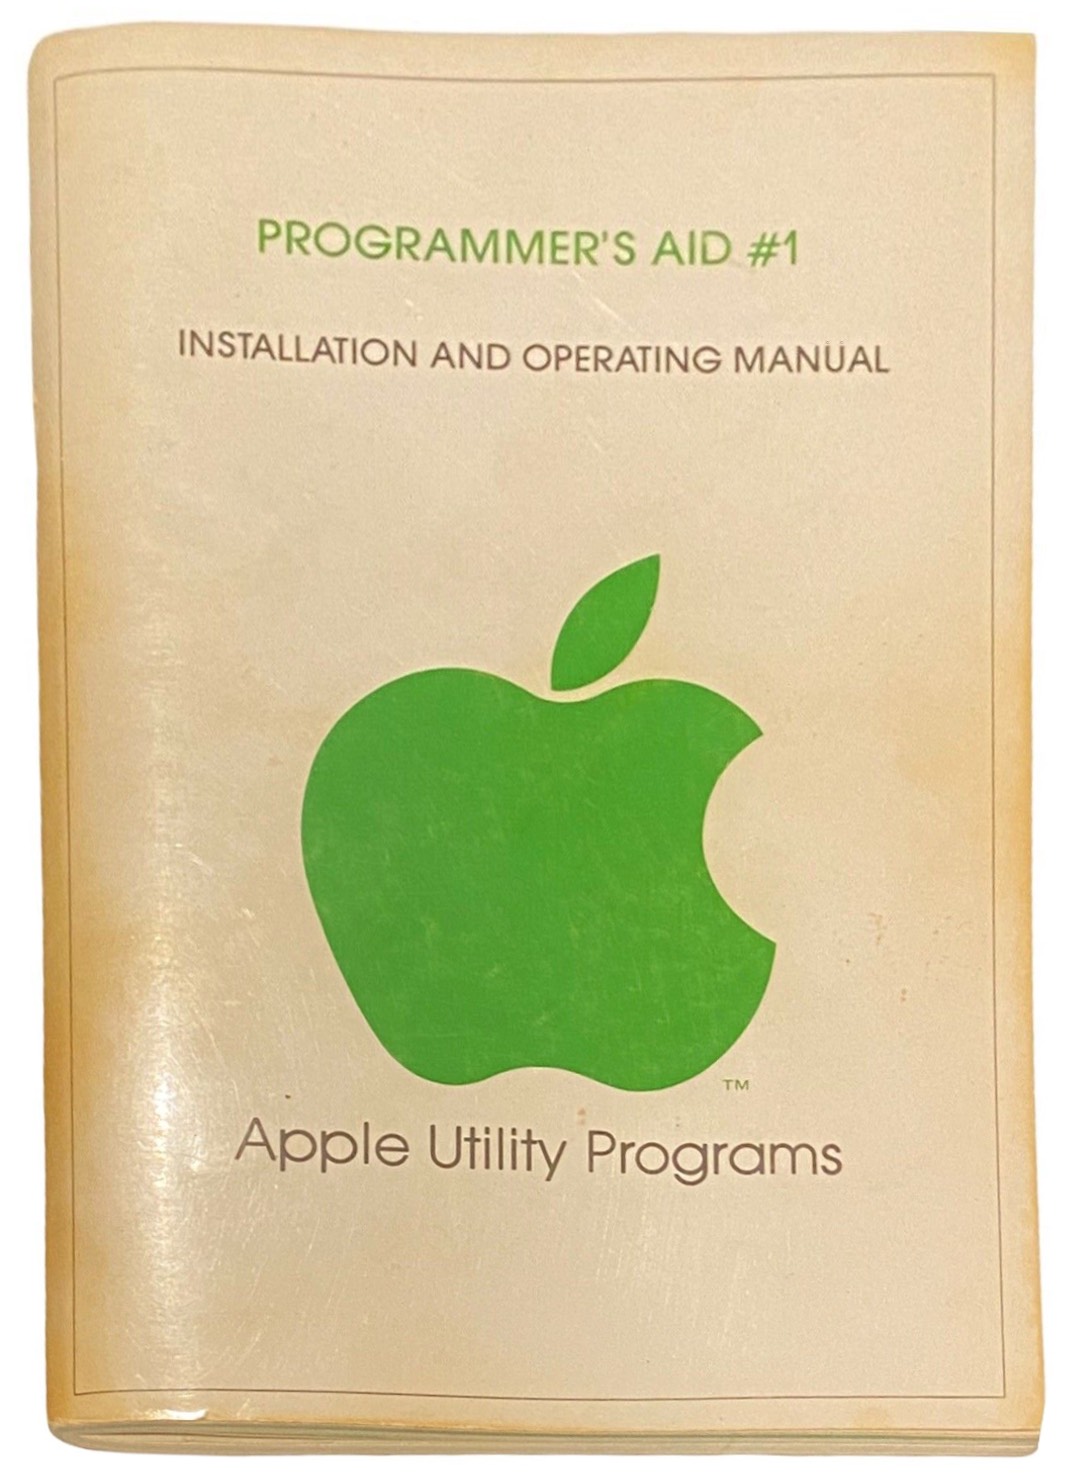 PROGRAMMER'S AID #1
INSTALLATION AND OPERATING MANUAL
TM
Apple Utility Programs